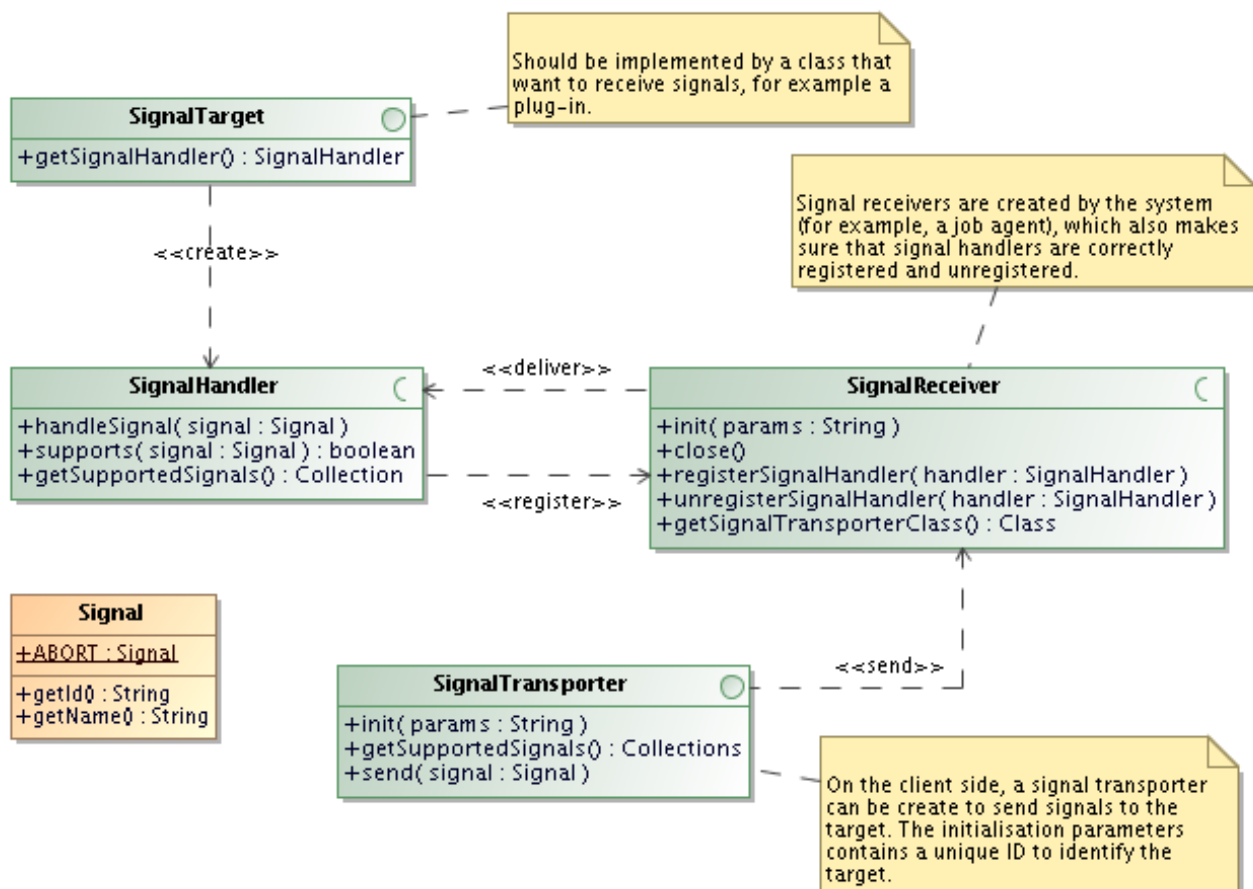 Should be implemented by a class that
want to receive signals, for example a
plug-in.
SignalTarget
+getSignalHandler() : SignalHandler
Signal receivers are created by the system
(for example, a job agent), which also makes
sure that signal handlers are correctly
registered and unregistered.
<<create>>
SignalHandler
+handleSignal( signal : Signal )
+supports( signal : Signal ) : boolean
+getSupportedSignals() : Collection
<<deliver>>
<<register>>
SignalReceiver
+init( params : String )
+close()
+registerSignalHandler( handler : SignalHandler )
+unregisterSignalHandler( handler : SignalHandler )
+getSignalTransporterClass() : Class
Signal
+ABORT : Signal
+getId() : String
+getName() : String
<<send>>
SignalTransporter
+init( params : String )
+getSupportedSignals() : Collections
+send( signal : Signal )
On the client side, a signal transporter
can be create to send signals to the
target. The initialisation parameters
contains a unique ID to identify the
target.